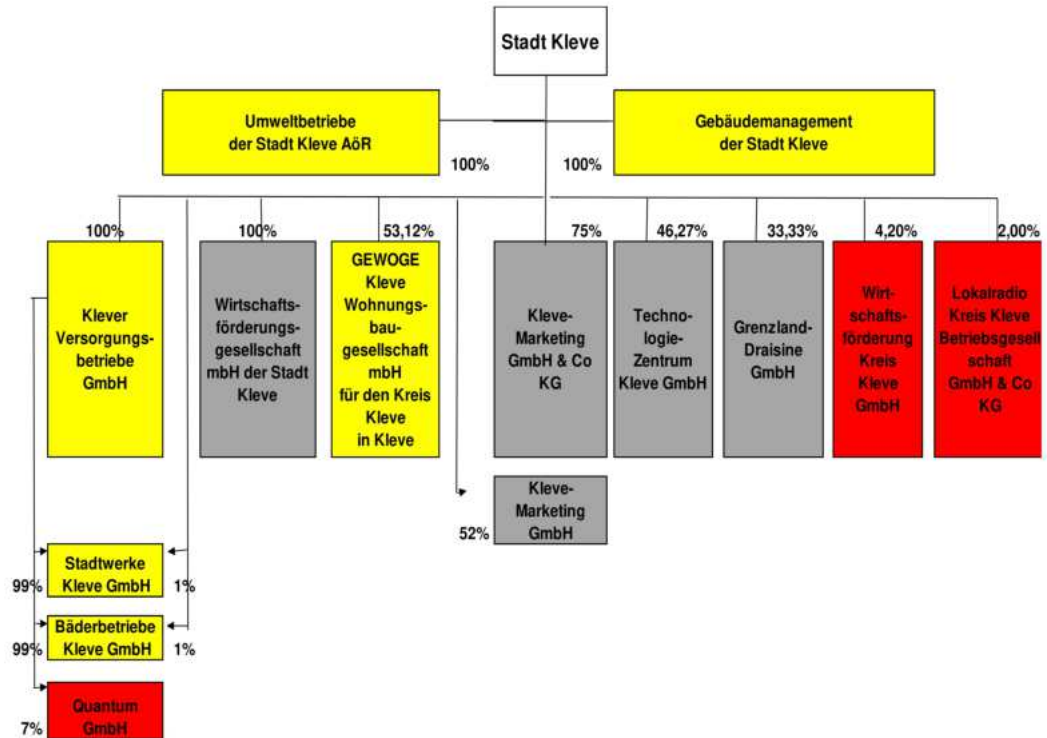 Stadt Kleve
Umweltbetriebe
der Stadt Kleve AöR
Gebäudemanagement
der Stadt Kleve
100%
100%
100%
100%
53,12%
75%
46,27%
33,33%
4,20%
2,00%
Klever
Versorgungs-
betriebe
GmbH
Wirtschafts-
förderungs-
gesellschaft
mbH der Stadt
Kleve
GEWOGE
Kleve
Wohnungs-
bau-
gesellschaft
mbH
für den Kreis
Kleve
in Kleve
Kleve-
Marketing
GmbH & Co
KG
Techno-
logie-
Zentrum
Kleve GmbH
Grenzland-
Draisine
GmbH
Wirt-
schafts-
förderung
Kreis
Kleve
GmbH
Lokalradio
Kreis Kleve
Betriebsgesell
schaft
GmbH & Co
KG
Kleve-
Marketing
GmbH
52%
Stadtwerke
Kleve GmbH
99%
1%
Bäderbetriebe
Kleve GmbH
99%
1%
Quantum
GmbH
7%